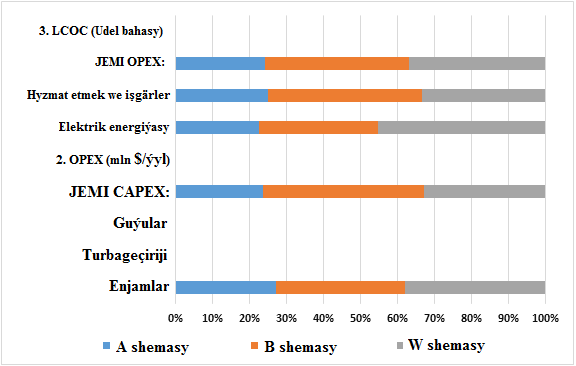 3. LCOC (Udel bahasy)
JEMI OPEX:
Hyzmat etmek we işgärler
Elektrik energiýasy
2. OPEX (mln $/ýyl)
JEMI CAPEX:
Guýular
Turbageçiriji
Enjamlar
0% 10% 20% 30% 40% 50% 60% 70% 80% 90% 100%
A shemasy B shemasy W shemasy